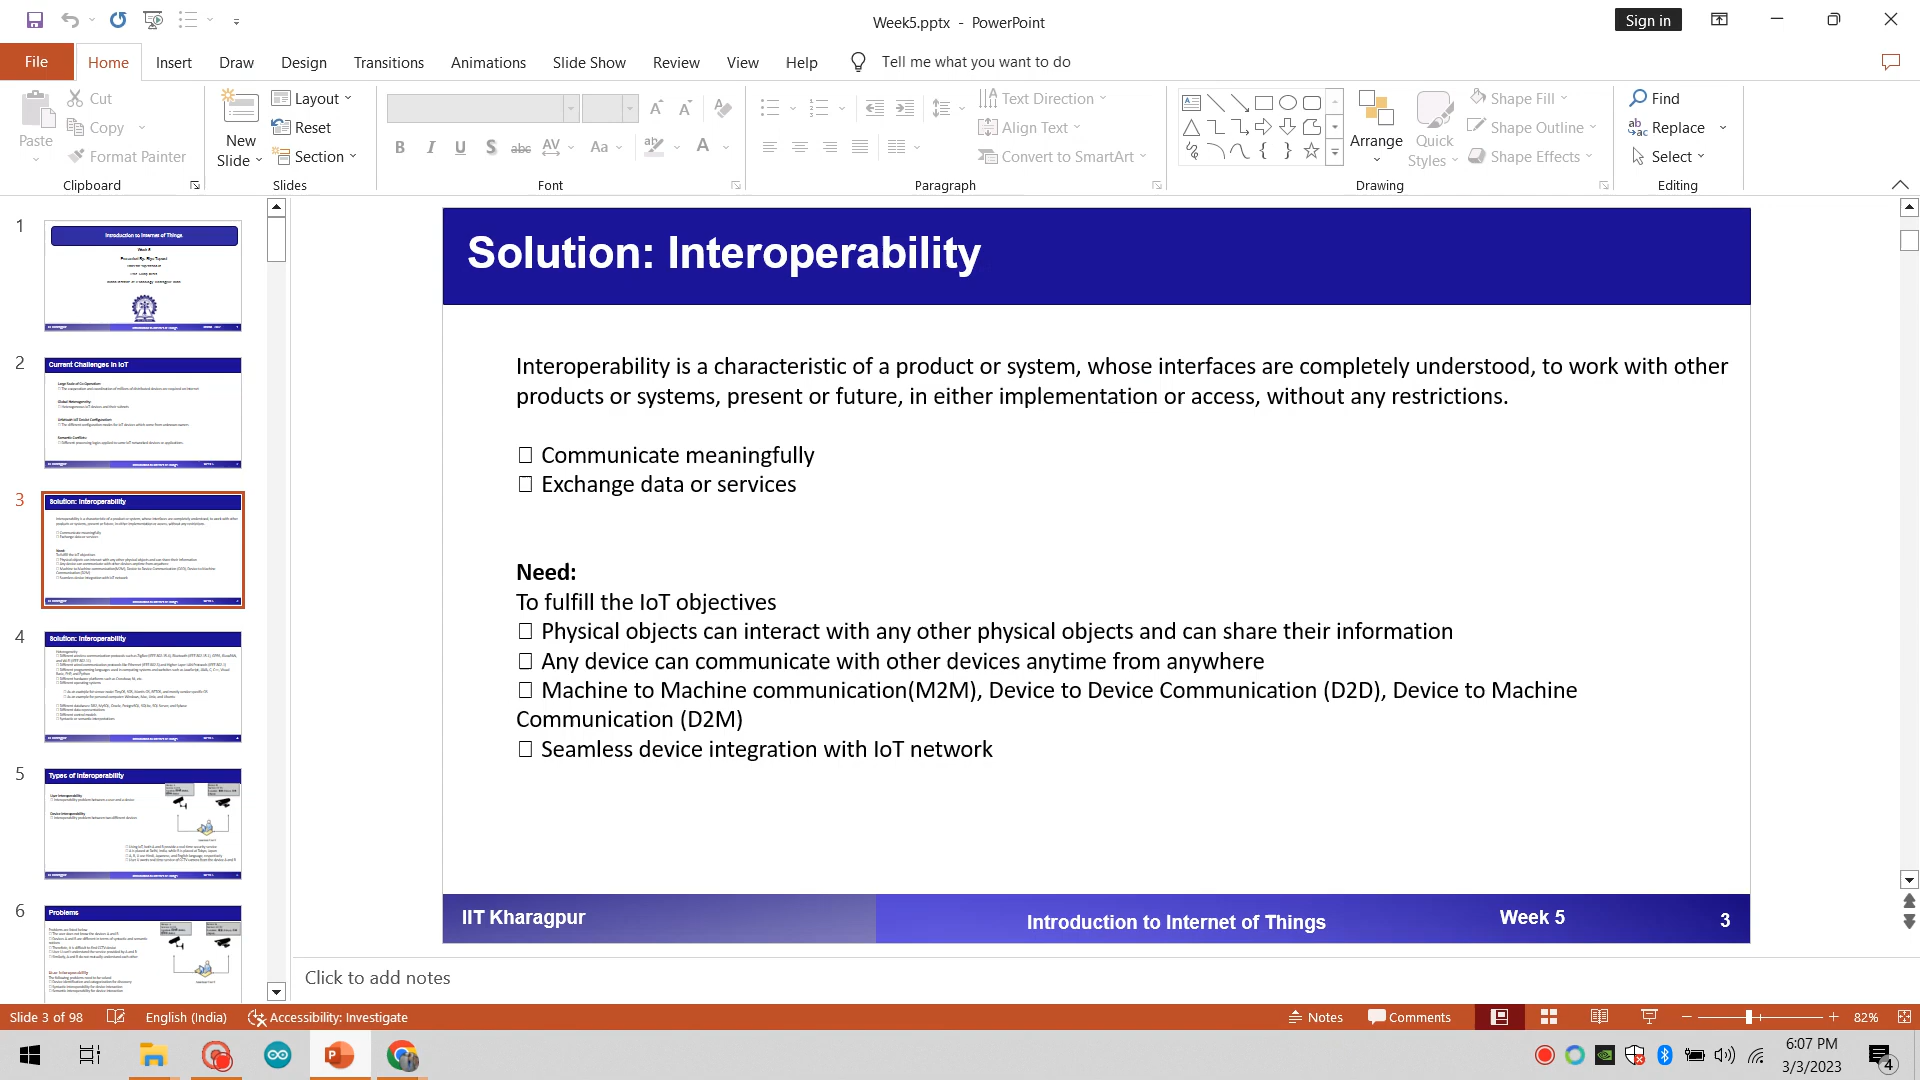 Week5.pptx - PowerPoint
Sign in
File Home Insert Draw Design Transitions Animations Slide Show Review View Help Tell me what you want to do
Paste
Cut
Copy
Format Painter
Clipboard
New Slide
Layout
Reset
Section
Slides
B I U S abc AV Aa A
Font
Text Direction
Align Text
Convert to SmartArt
Paragraph
Arrange
Quick Styles
Shape Fill
Shape Outline
Shape Effects
Drawing
Find
Replace
Select
Editing
1
Introduction to Internet of Things
2
Current Challenges in IoT
3
Solution: Interoperability
4
Solution: Interoperability
5
Types of Interoperability
6
Problems
Solution: Interoperability
Interoperability is a characteristic of a product or system, whose interfaces are completely understood, to work with other
products or systems, present or future, in either implementation or access, without any restrictions.
Communicate meaningfully
Exchange data or services
Need:
To fulfill the IoT objectives
Physical objects can interact with any other physical objects and can share their information
Any device can communicate with other devices anytime from anywhere
Machine to Machine communication(M2M), Device to Device Communication (D2D), Device to Machine
Communication (D2M)
Seamless device integration with IoT network
IIT Kharagpur
Introduction to Internet of Things
Week 5
3
Click to add notes
Slide 3 of 98
English (India)
Accessibility: Investigate
Notes
Comments
82%
6:07 PM
3/3/2023
4